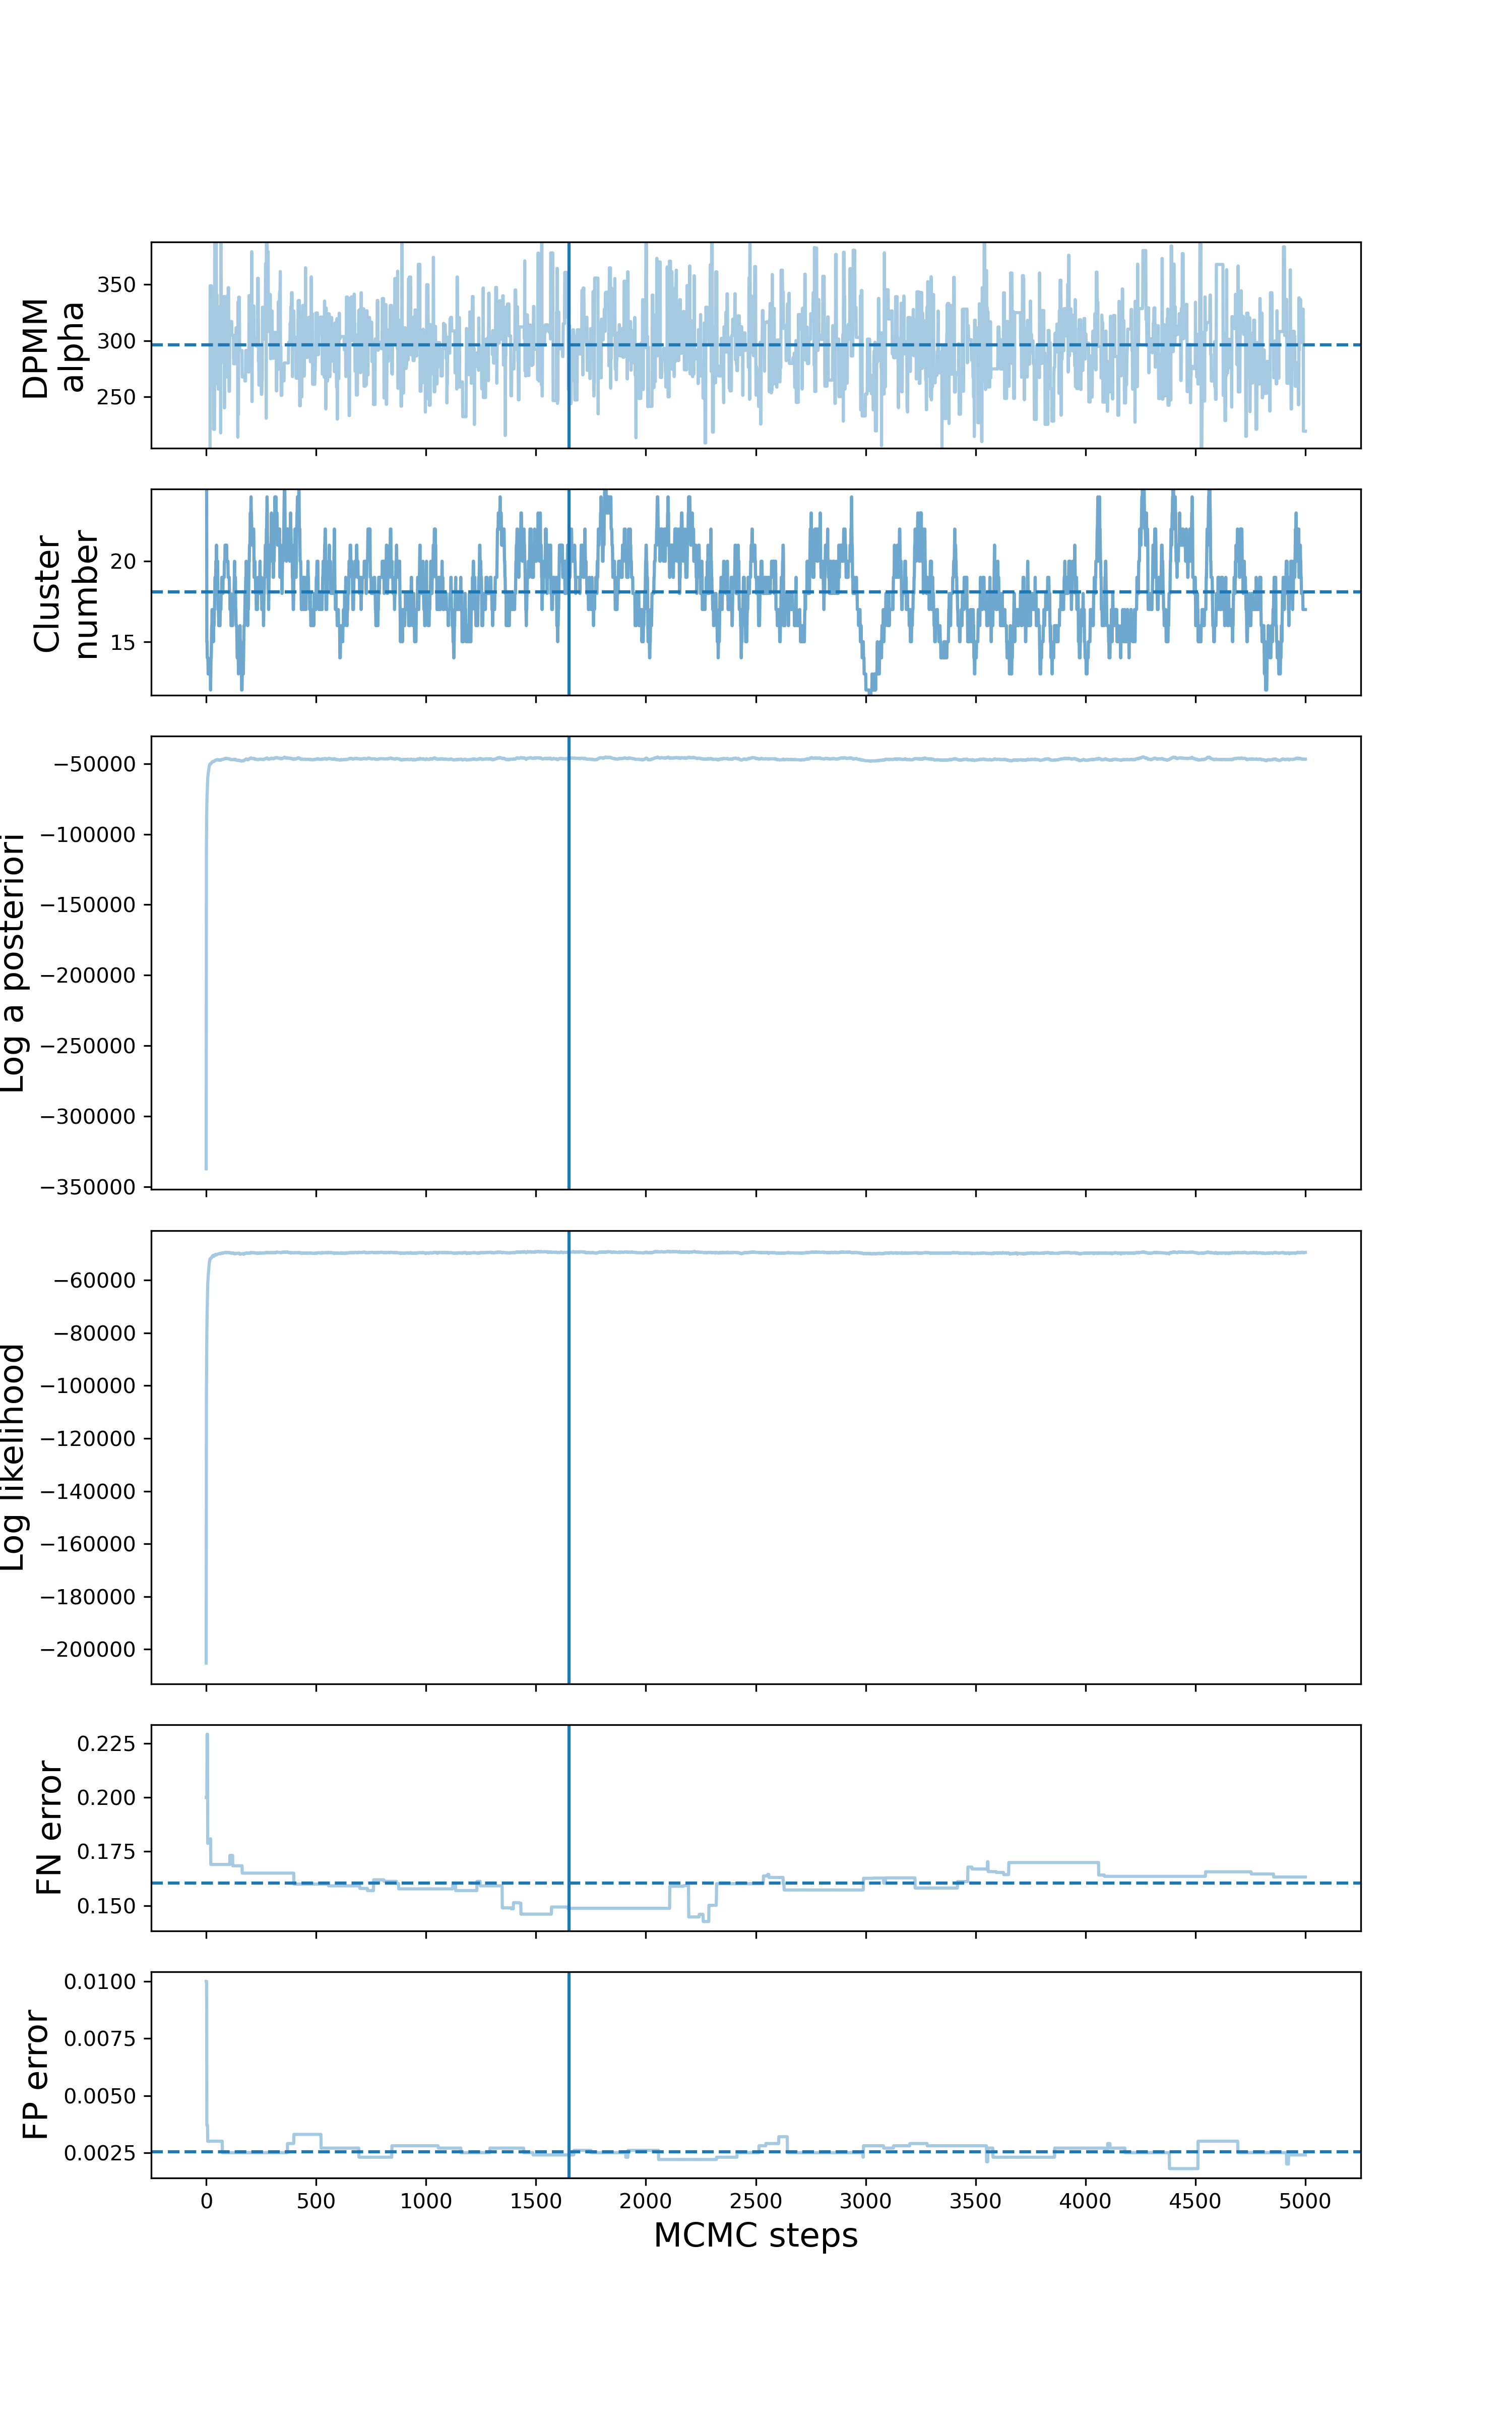 DPMM
alpha
350
300
250
Cluster
number
20
15
Log a posteriori
−50000
−100000
−150000
−200000
−250000
−300000
−350000
Log likelihood
−60000
−80000
−100000
−120000
−140000
−160000
−180000
−200000
FN error
0.225
0.200
0.175
0.150
FP error
0.0100
0.0075
0.0050
0.0025
0 500 1000 1500 2000 2500 3000 3500 4000 4500 5000
MCMC steps